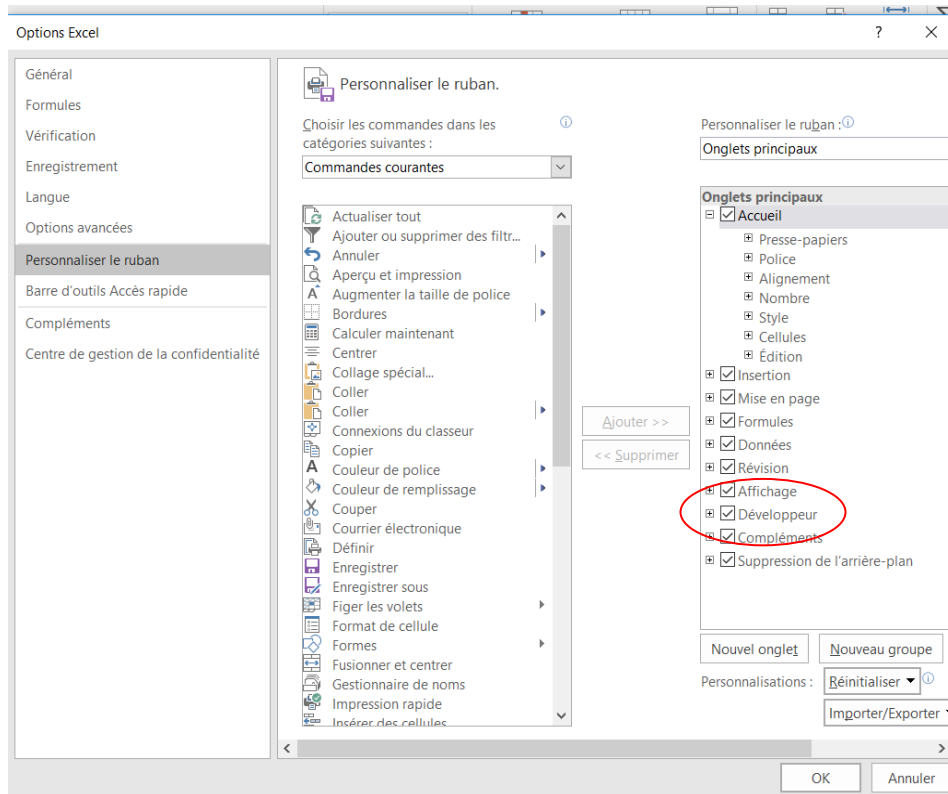 Options Excel
?
Général
Formules
Vérification
Enregistrement
Langue
Options avancées
Personnaliser le ruban
Barre d'outils Accès rapide
Compléments
Centre de gestion de la confidentialité
Personnaliser le ruban.
Choisir les commandes dans les
catégories suivantes :
Commandes courantes
Actualiser tout
Ajouter ou supprimer des filtr...
Annuler
Aperçu et impression
Augmenter la taille de police
Bordures
Calculer maintenant
Centrer
Collage spécial...
Coller
Coller
Connexions du classeur
Copier
Couleur de police
Couleur de remplissage
Couper
Courrier électronique
Définir
Enregistrer
Enregistrer sous
Figer les volets
Format de cellule
Formes
Fusionner et centrer
Gestionnaire de noms
Impression rapide
Insérer des cellules
Ajouter >>
<< Supprimer
Personnaliser le ruban :
Onglets principaux
Onglets principaux
Accueil
Presse-papiers
Police
Alignement
Nombre
Style
Cellules
Édition
Insertion
Mise en page
Formules
Données
Révision
Affichage
Développeur
Compléments
Suppression de l'arrière-plan
Nouvel onglet
Nouveau groupe
Personnalisations :
Réinitialiser
Importer/Exporter
OK
Annuler